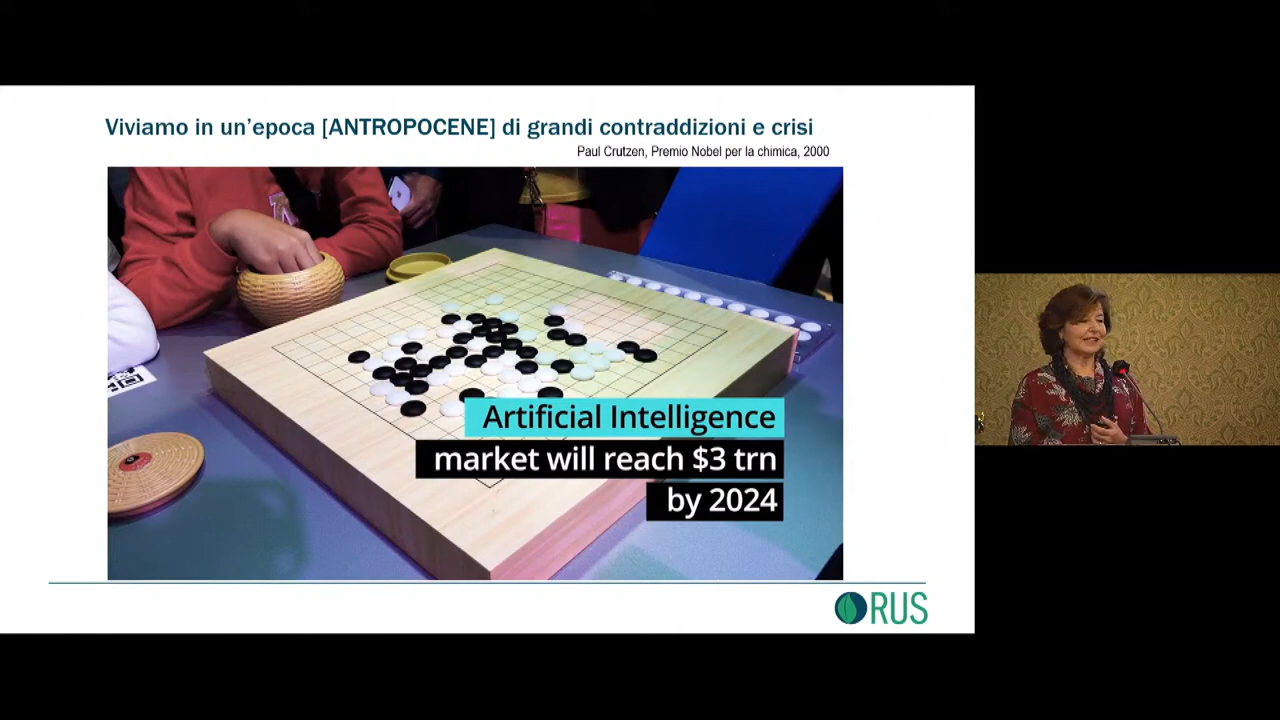 Viviamo in un'epoca [ANTROPOCENE] di grandi contraddizioni e crisi
Paul Crutzen, Premio Nobel per la chimica, 2000
Artificial Intelligence
market will reach $3 trn
by 2024
RUS